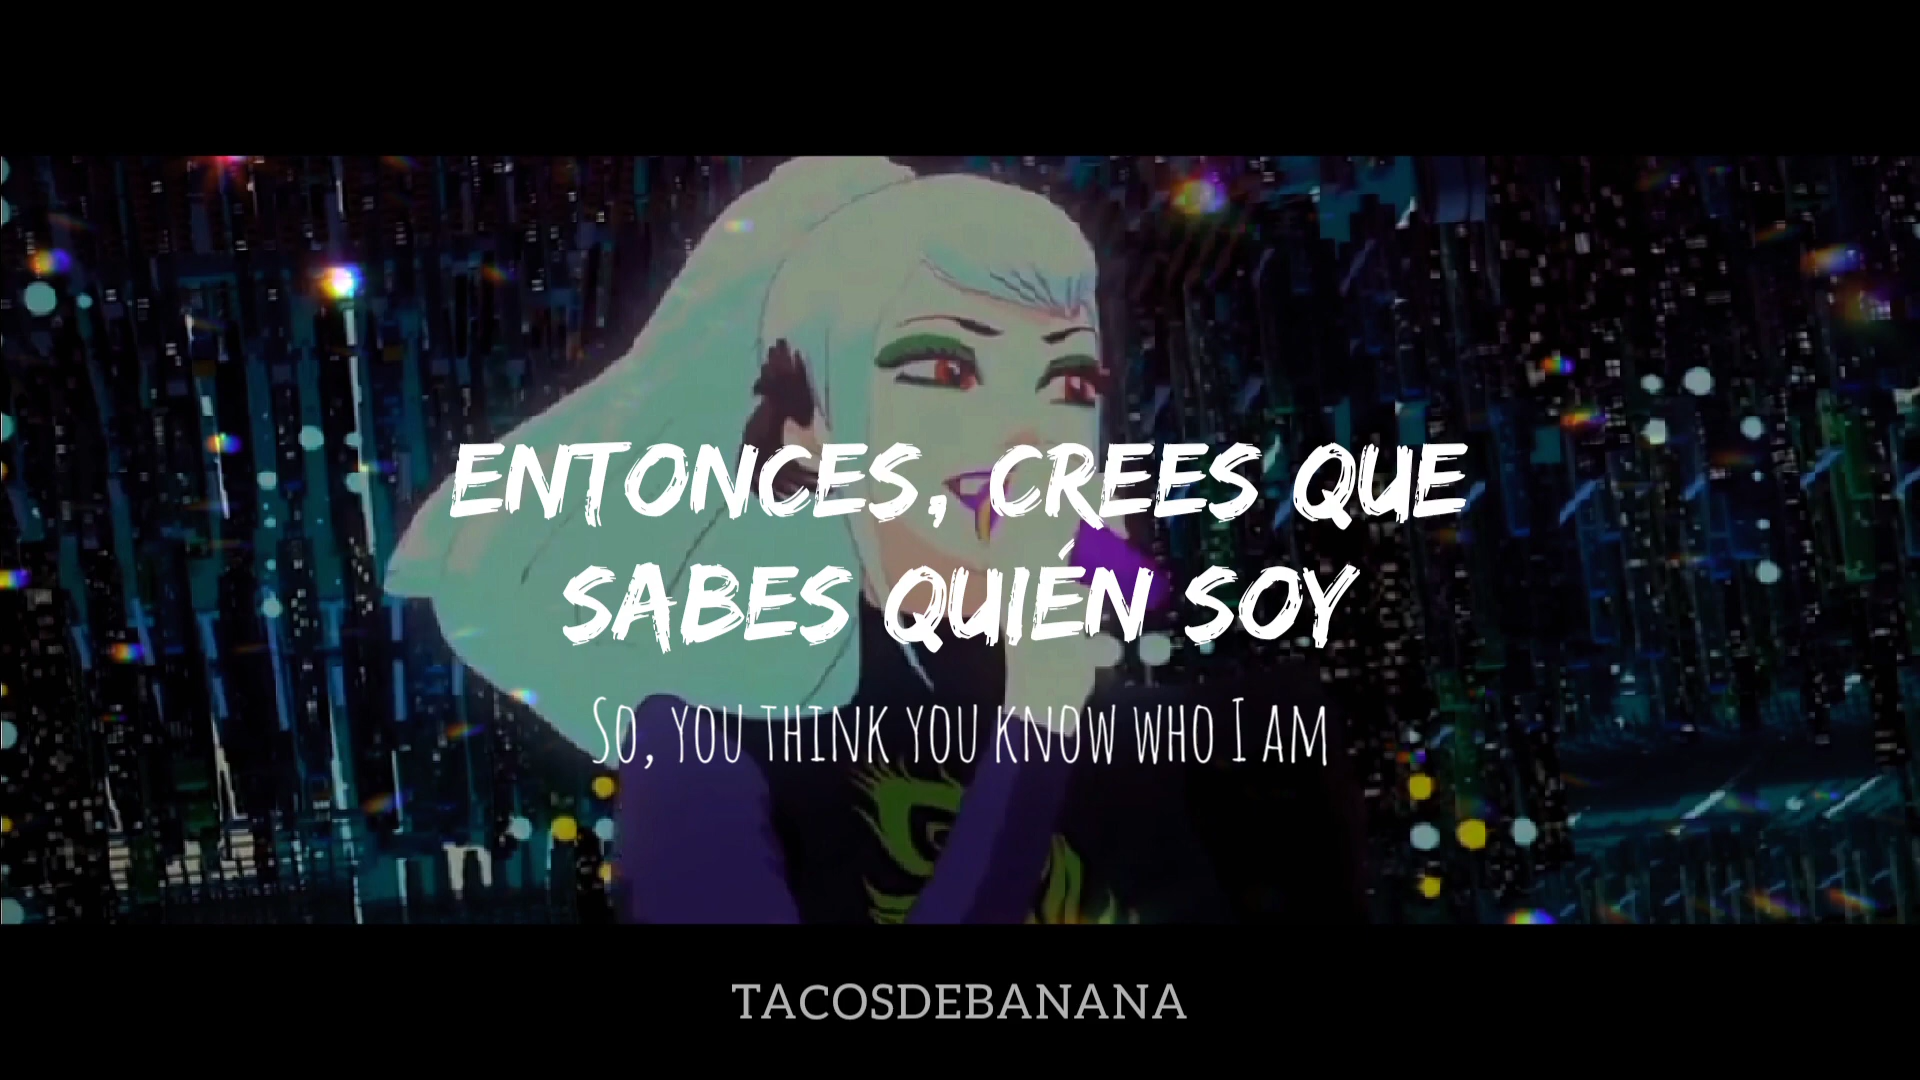 ENTONCES, CREES QUE
SABES QUIÉN SOY
So, you think you know who I am
TACOSDEBANANA